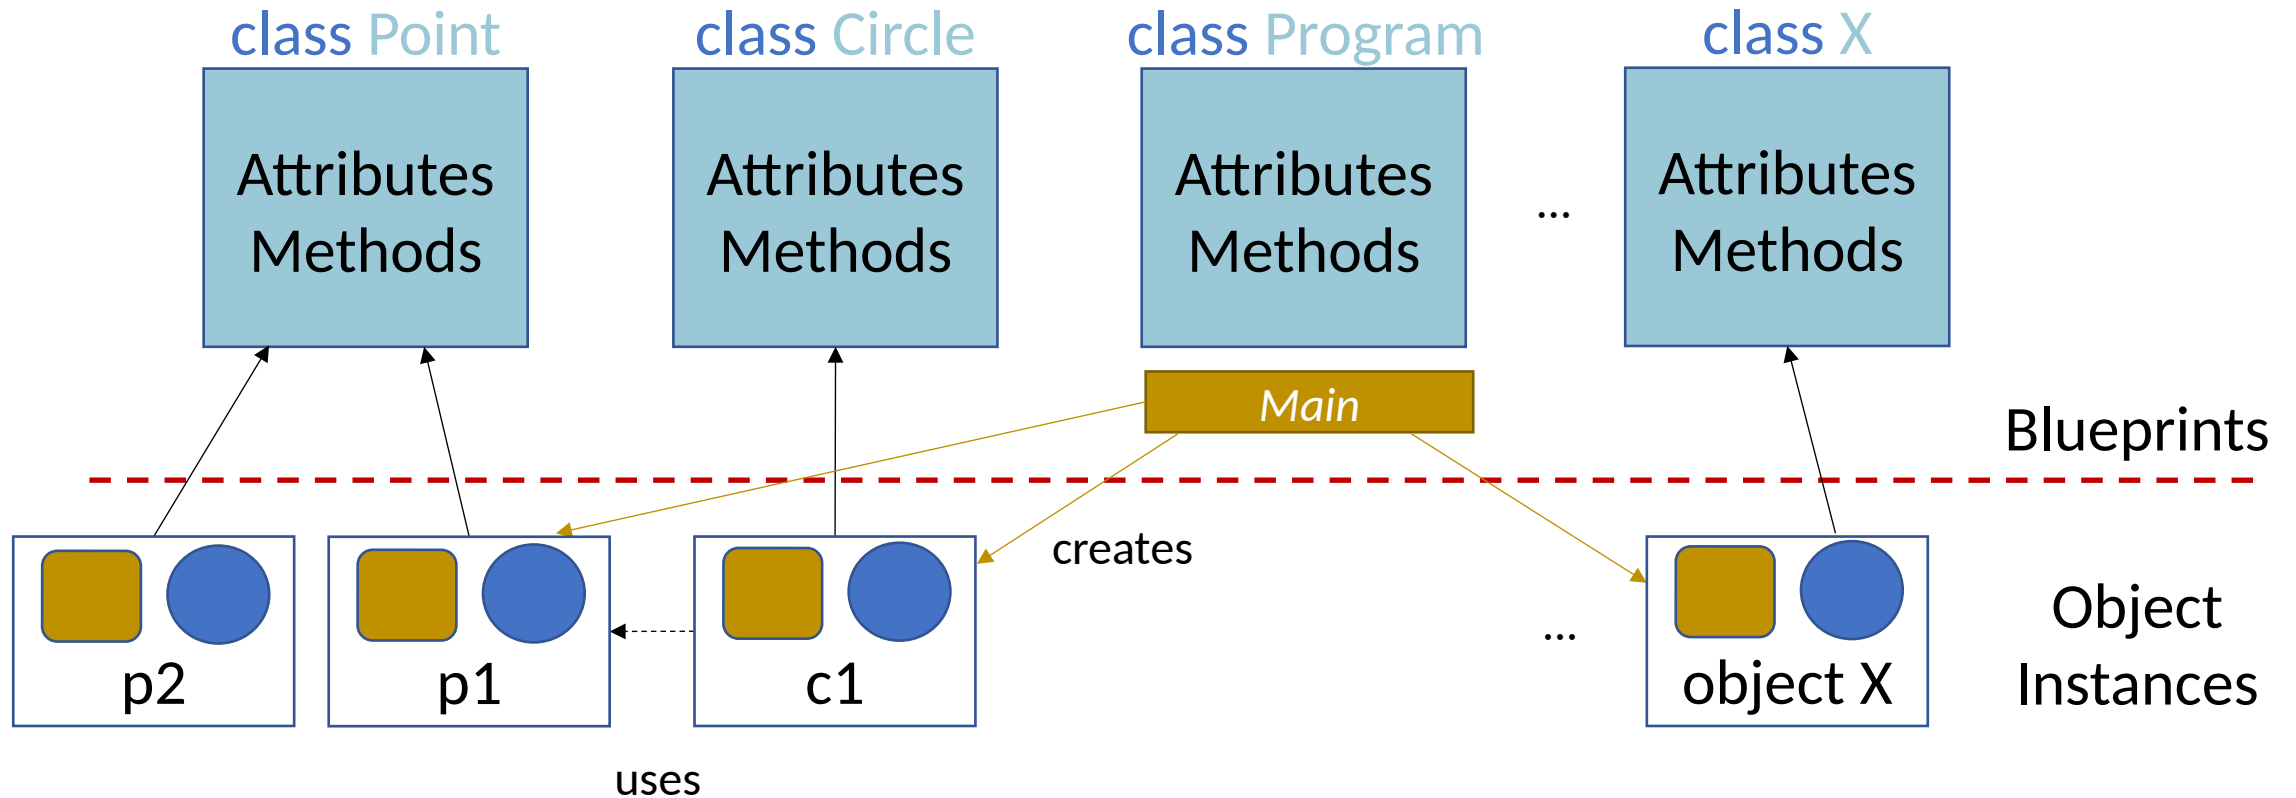 class Point
class Circle
class Program
class X
Attributes
Methods
Attributes
Methods
Attributes
Methods
...
Attributes
Methods
Main
Blueprints
creates
p2
p1
c1
...
object X
Object
Instances
uses